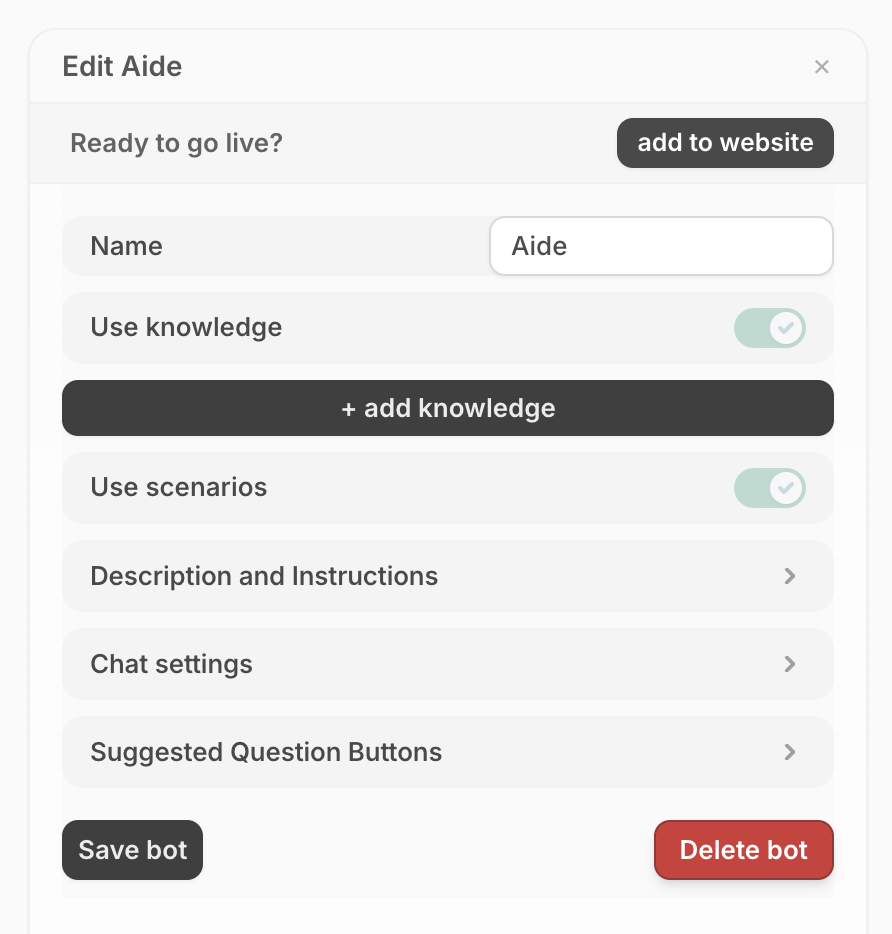 Edit Aide
Ready to go live?
add to website
Name
Aide
Use knowledge
+ add knowledge
Use scenarios
Description and Instructions
Chat settings
Suggested Question Buttons
Save bot
Delete bot